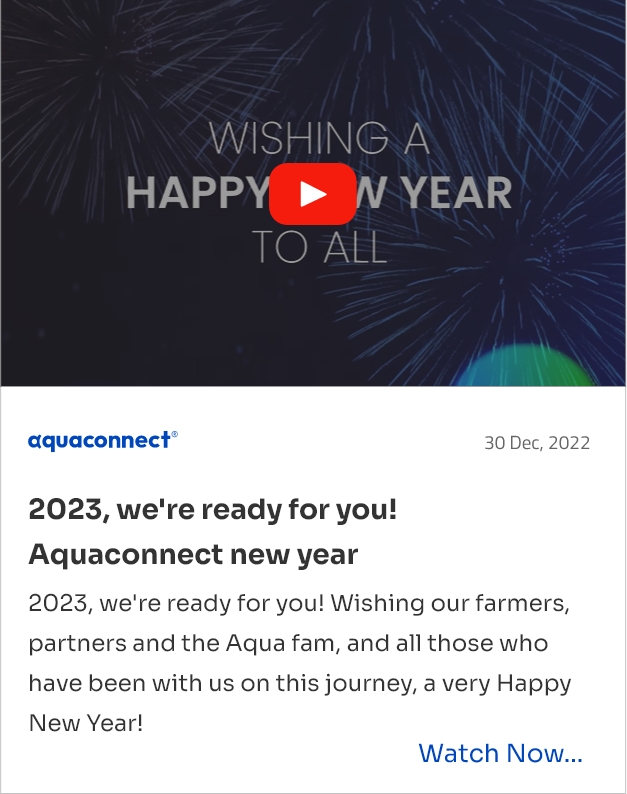 WISHING A
HAPPY W YEAR
TO ALL
aquaconnect®
30 Dec, 2022
2023, we're ready for you!
Aquaconnect new year
2023, we're ready for you! Wishing our farmers,
partners and the Aqua fam, and all those who
have been with us on this journey, a very Happy
New Year!
Watch Now...